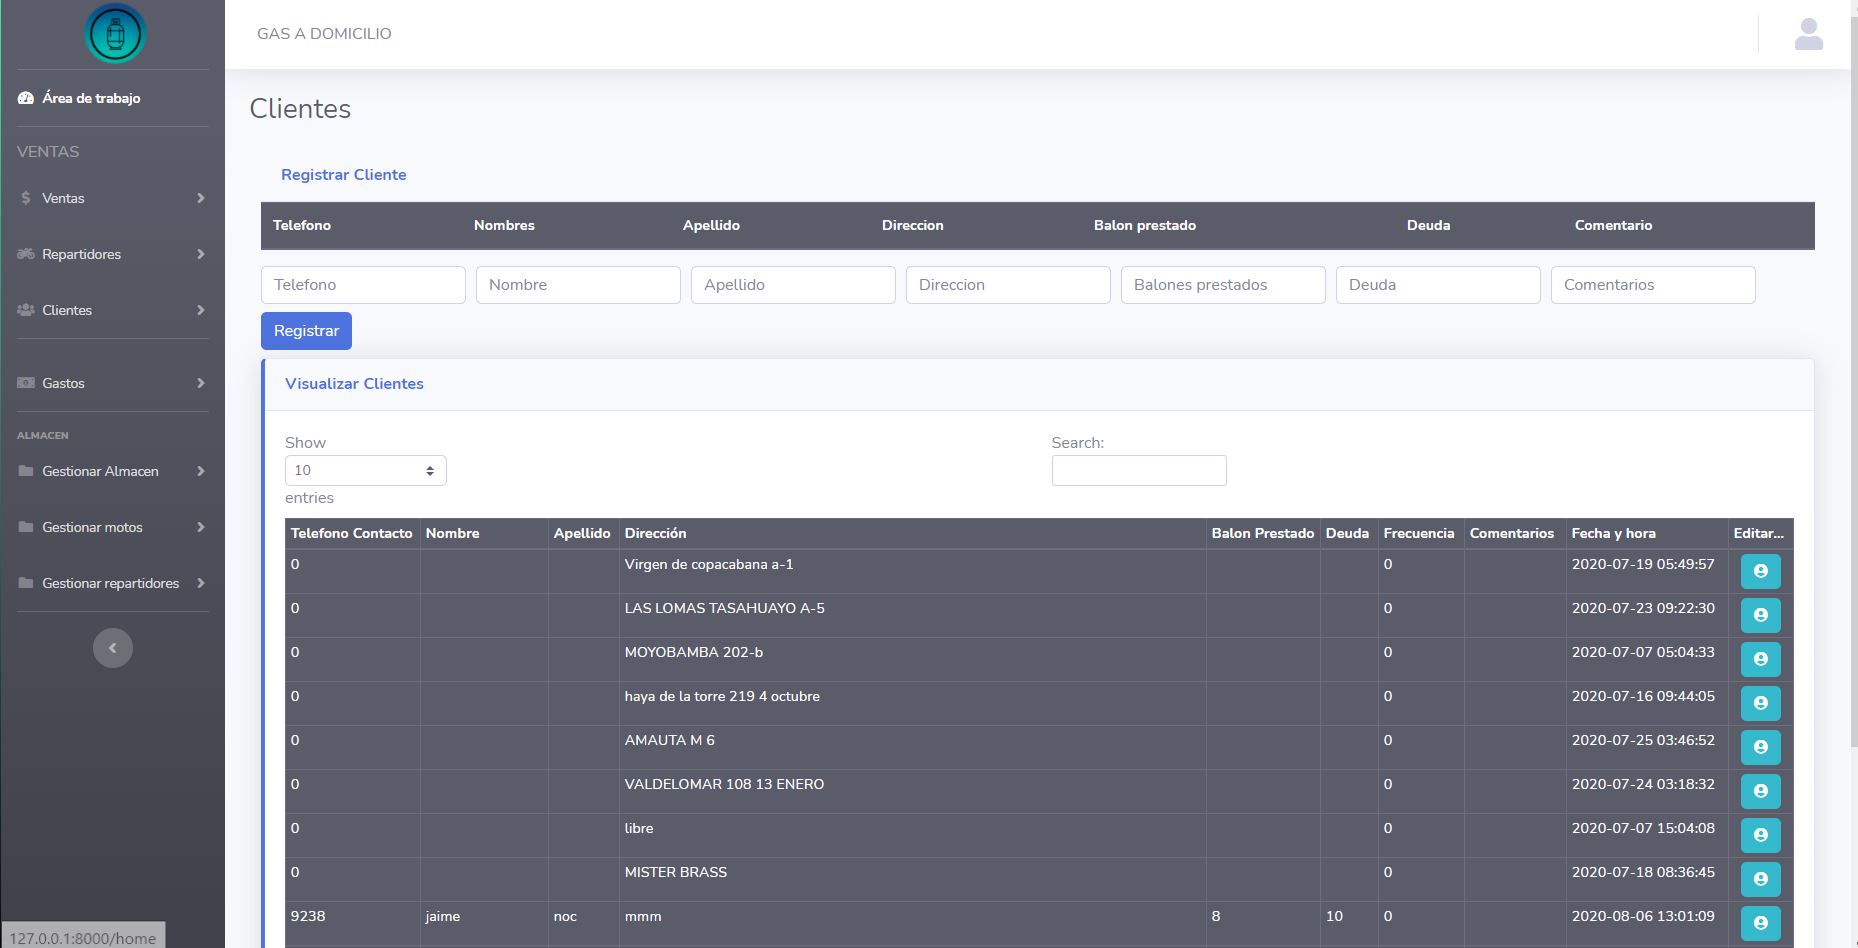 GAS A DOMICILIO
Área de trabajo
VENTAS
Ventas
Repartidores
Clientes
Gastos
ALMACEN
Gestionar Almacen
Gestionar motos
Gestionar repartidores
127.0.0.1:8000/home
Clientes
Registrar Cliente
Telefono Nombres Apellido Direccion Balon prestado Deuda Comentario
Telefono Nombre Apellido Direccion Balones prestados Deuda Comentarios
Registrar
Visualizar Clientes
Show
10
entries
Search:
Telefono Contacto Nombre Apellido Dirección Balon Prestado Deuda Frecuencia Comentarios Fecha y hora Editar...
0 Virgen de copacabana a-1 0 2020-07-19 05:49:57
0 LAS LOMAS TASAHUAYO A-5 0 2020-07-23 09:22:30
0 MOYOBAMBA 202-b 0 2020-07-07 05:04:33
0 haya de la torre 219 4 octubre 0 2020-07-16 09:44:05
0 AMAUTA M 6 0 2020-07-25 03:46:52
0 VALDELOMAR 108 13 ENERO 0 2020-07-24 03:18:32
0 libre 0 2020-07-07 15:04:08
0 MISTER BRASS 0 2020-07-18 08:36:45
9238 jaime noc mmm 8 10 0 2020-08-06 13:01:09